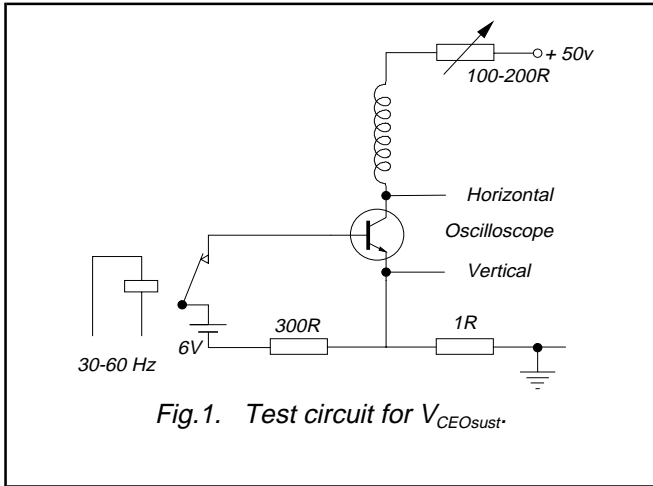 + 50v
100-200R
Horizontal
Oscilloscope
Vertical
300R
1R
6V
30-60 Hz
Fig.1. Test circuit for VCEOsust.